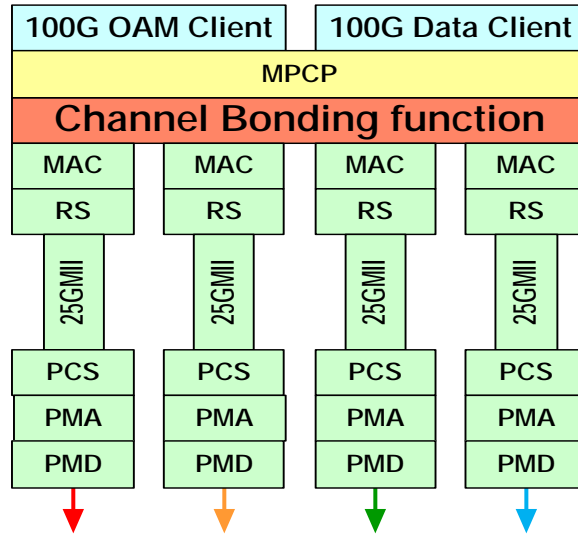 100G OAM Client 100G Data Client
MPCP
Channel Bonding function
MAC MAC MAC MAC
RS RS RS RS
25GMII 25GMII 25GMII 25GMII
PCS PCS PCS PCS
PMA PMA PMA PMA
PMD PMD PMD PMD